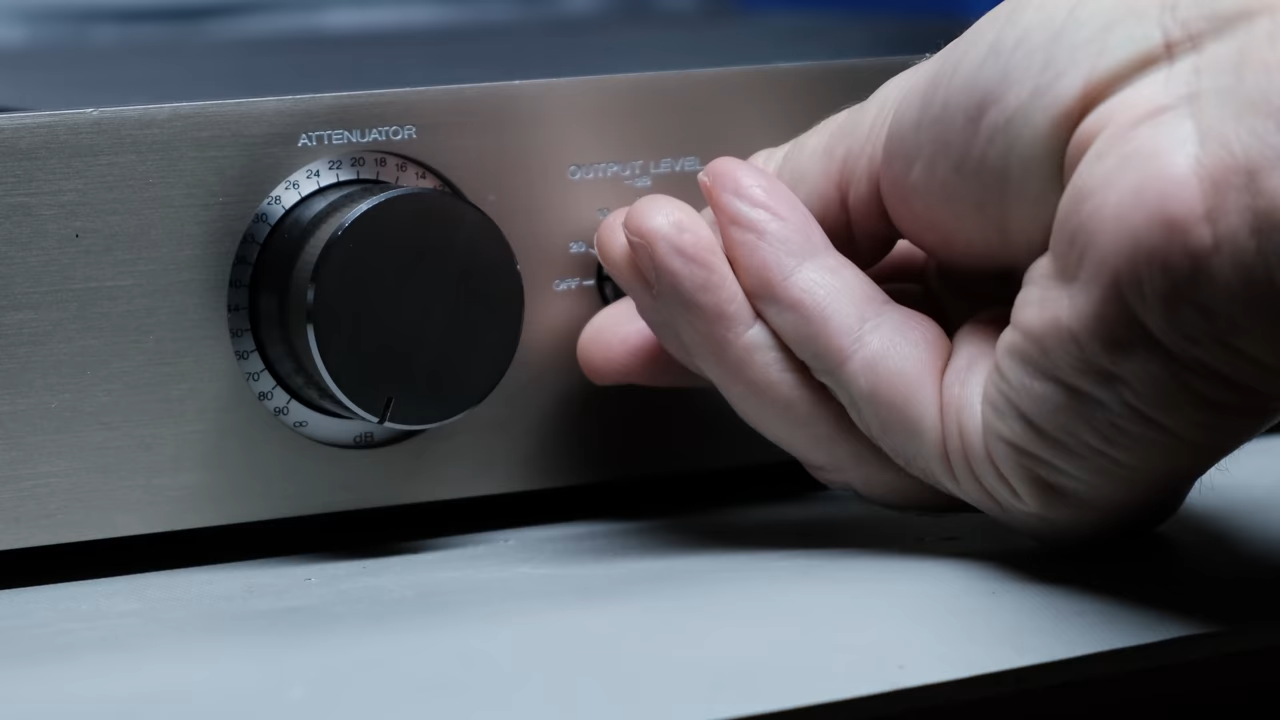 ATTENUATOR
OUTPUT LEVEL
30 28 26 24 22 20 18 16 14
20
OFF
50
60
70
80
90
∞
dB